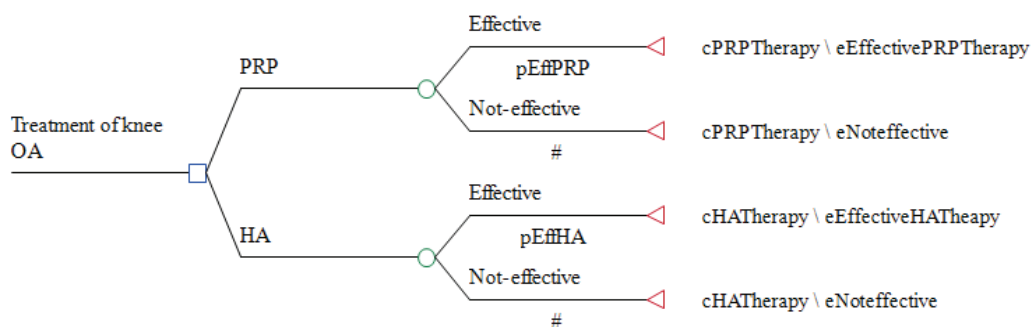 Effective
cPRPTherapy \ eEffectivePRPTherapy
pEffPRP
PRP
Not-effective
cPRPTherapy \ eNoteffective
#
Treatment of knee
OA
Effective
cHATherapy \ eEffectiveHATheapy
pEffHA
HA
Not-effective
cHATherapy \ eNoteffective
#